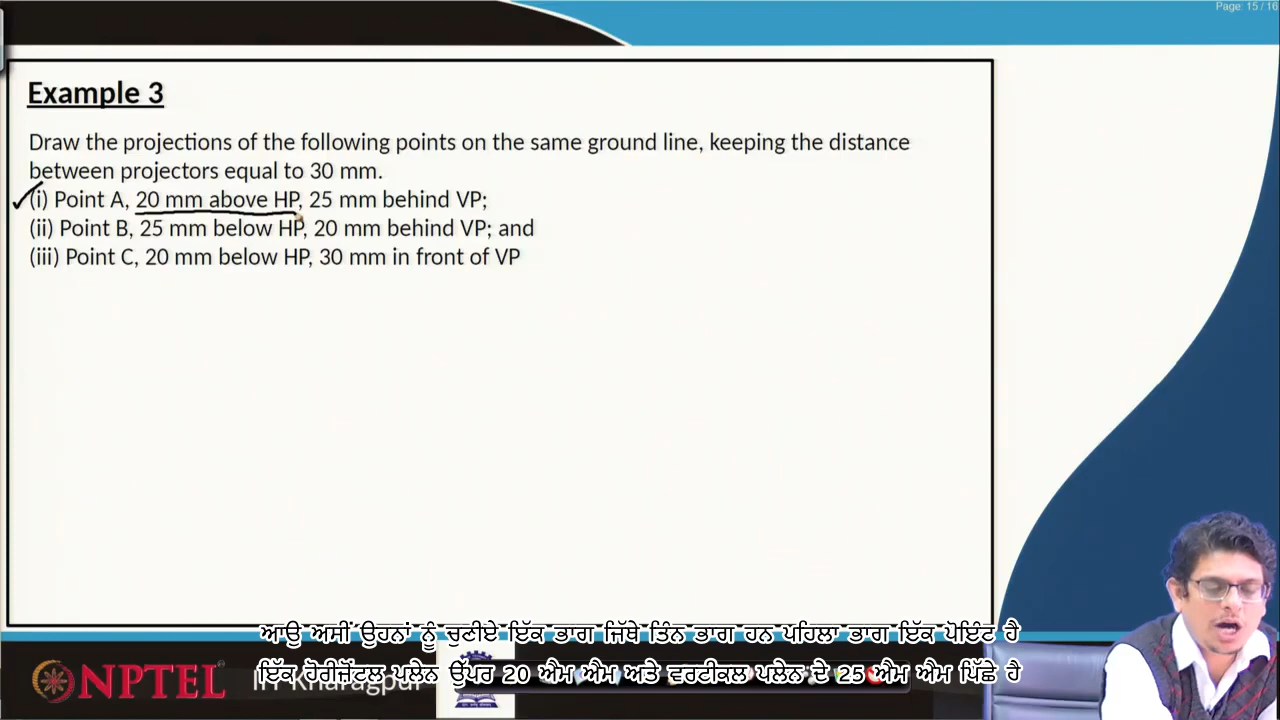 Page: 15 / 16
Example 3
Draw the projections of the following points on the same ground line, keeping the distance
between projectors equal to 30 mm.
(i) Point A, 20 mm above HP, 25 mm behind VP;
(ii) Point B, 25 mm below HP, 20 mm behind VP; and
(iii) Point C, 20 mm below HP, 30 mm in front of VP
ਆਉ ਅਸੀਂ ਉਹਨਾਂ ਨੂੰ ਚੁਣੀਏ ਇੱਕ ਭਾਗ ਜਿੱਥੇ ਤਿੰਨ ਭਾਗ ਹਨ ਪਹਿਲਾ ਭਾਗ ਇੱਕ ਪੋਇੰਟ ਹੈ
ਇੱਕ ਹੋਰੀਜ਼ੋਂਟਲ ਪਲੇਨ ਉੱਪਰ 20 ਐਮ ਐਮ ਅਤੇ ਵਰਟੀਕਲ ਪਲੇਨ ਦੇ 25 ਐਮ ਐਮ ਪਿੱਛੇ ਹੈ
NPTEL
IIT Kharagpur